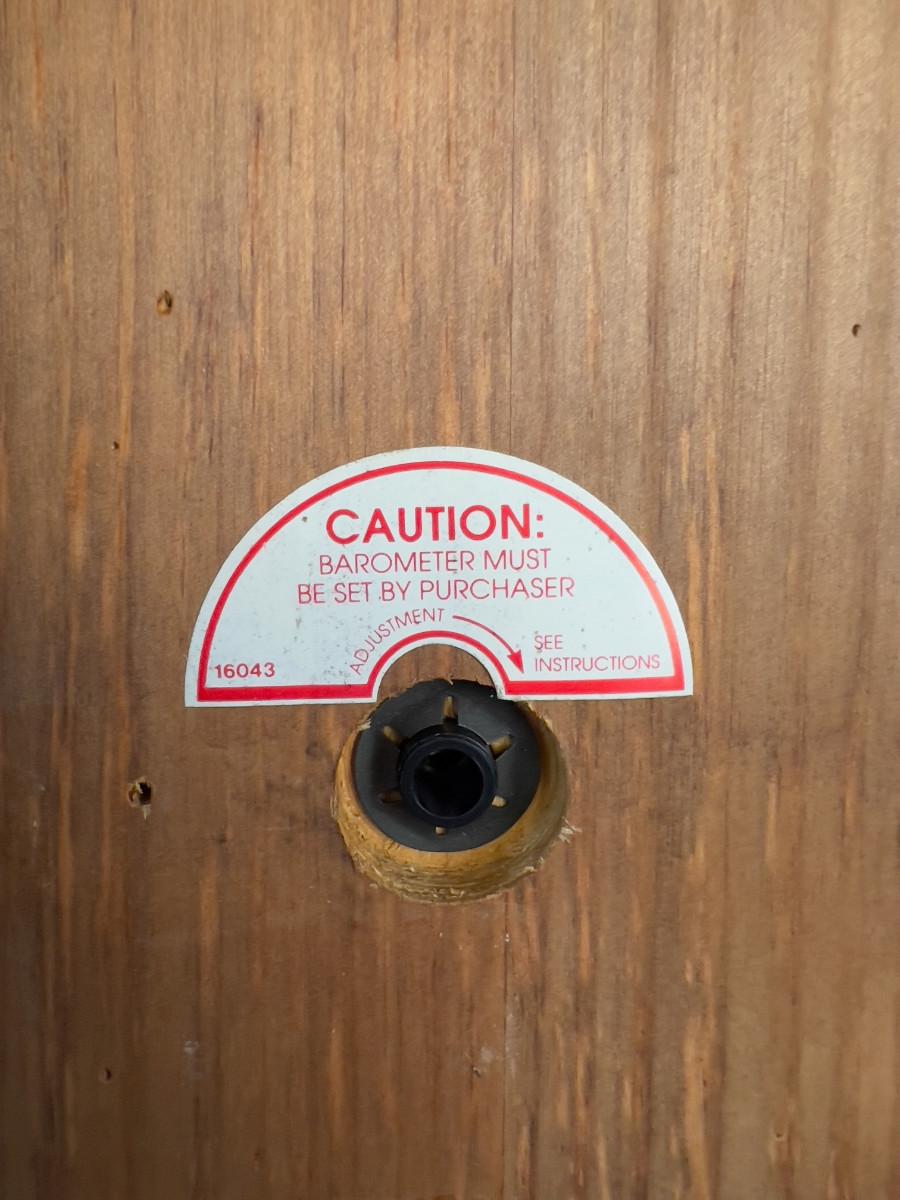 CAUTION:
BAROMETER MUST
BE SET BY PURCHASER
ADJUSTMENT
SEE
INSTRUCTIONS
16043